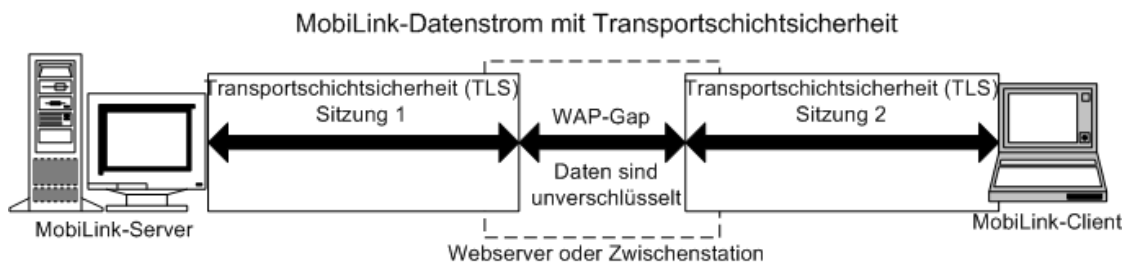 MobiLink-Datenstrom mit Transportschichtsicherheit
Transportschichtsicherheit (TLS)
Sitzung 1
WAP-Gap
Daten sind
unverschlüsselt
Transportschichtsicherheit (TLS)
Sitzung 2
MobiLink-Server
MobiLink-Client
Webserver oder Zwischenstation